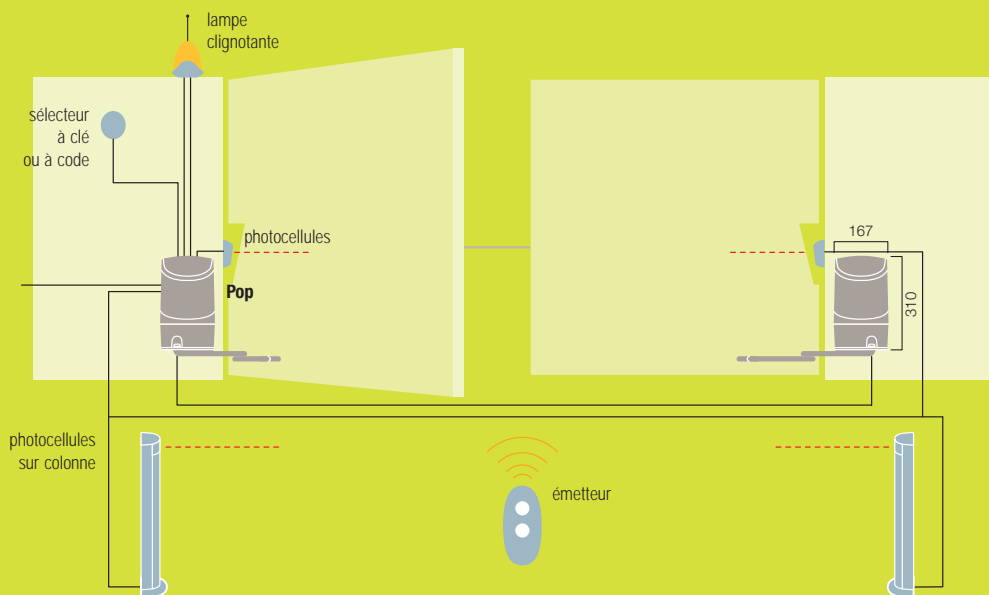 lampe
clignotante
sélecteur
à clé
ou à code
photocellules
167
Pop
310
photocellules
sur colonne
émetteur